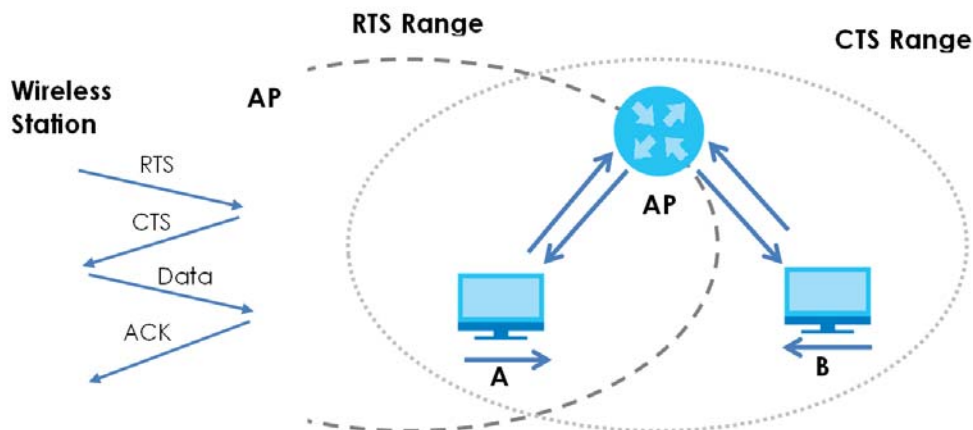 RTS Range
CTS Range
Wireless
Station
AP
RTS
CTS
Data
ACK
AP
A
B